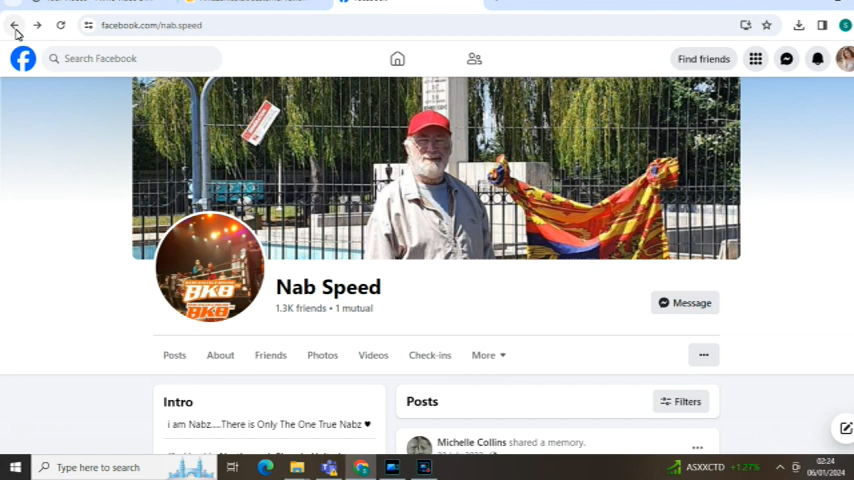 facebook.com/nab.speed
Search Facebook
Find friends
BKB
BKB
Nab Speed
1.3K friends • 1 mutual
Message
Posts
About
Friends
Photos
Videos
Check-ins
More
Intro
i am Nabz.....There is Only The One True Nabz ♥
Posts
Filters
Michelle Collins shared a memory.
Type here to search
ASXXCTD +1.27%
02:24
06/01/2024